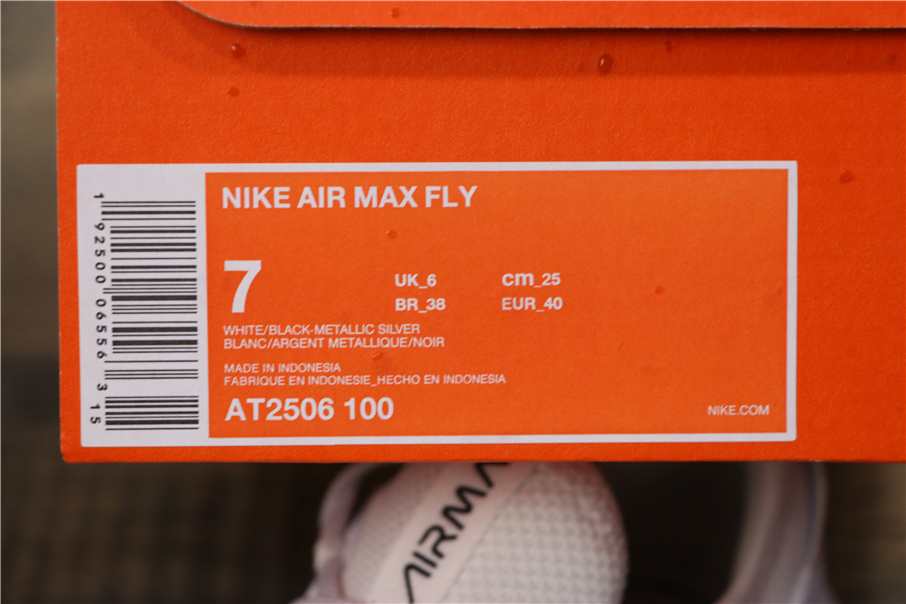 NIKE AIR MAX FLY
7
UK_6 cm_25
BR_38 EUR_40
WHITE/BLACK-METALLIC SILVER
BLANC/ARGENT METALLIQUE/NOIR
MADE IN INDONESIA
FABRIQUE EN INDONESIE_HECHO EN INDONESIA
AT2506 100
NIKE.COM
1 92500 06556 3 15
AIRMA